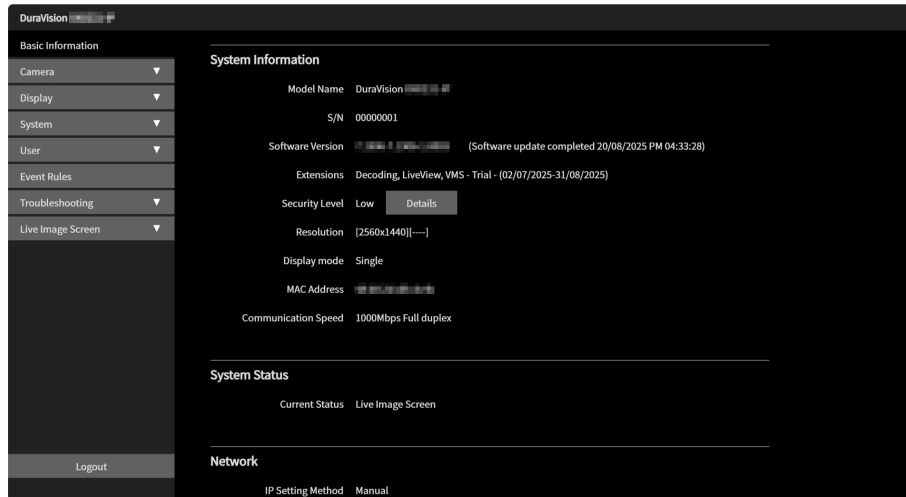 DuraVision
Basic Information
Camera ▼
Display ▼
System ▼
User ▼
Event Rules
Troubleshooting ▼
Live Image Screen ▼
Logout
System Information
Model Name DuraVision
S/N 00000001
Software Version (Software update completed 20/08/2025 PM 04:33:28)
Extensions Decoding, LiveView, VMS - Trial - (02/07/2025-31/08/2025)
Security Level Low Details
Resolution [2560x1440][----]
Display mode Single
MAC Address
Communication Speed 1000Mbps Full duplex
System Status
Current Status Live Image Screen
Network
IP Setting Method Manual